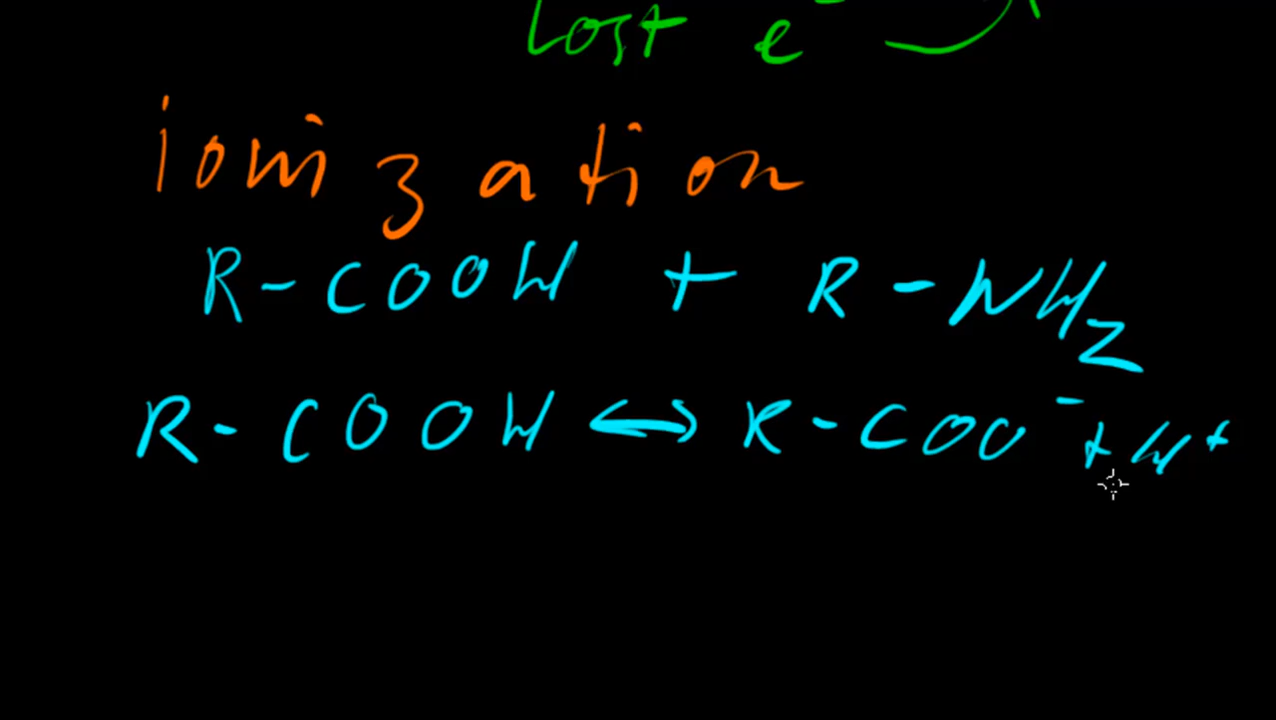 Lost e⁻
ionization
R-COOH + R-NH₂
R-COOH ↔ R-COO⁻ + H⁺